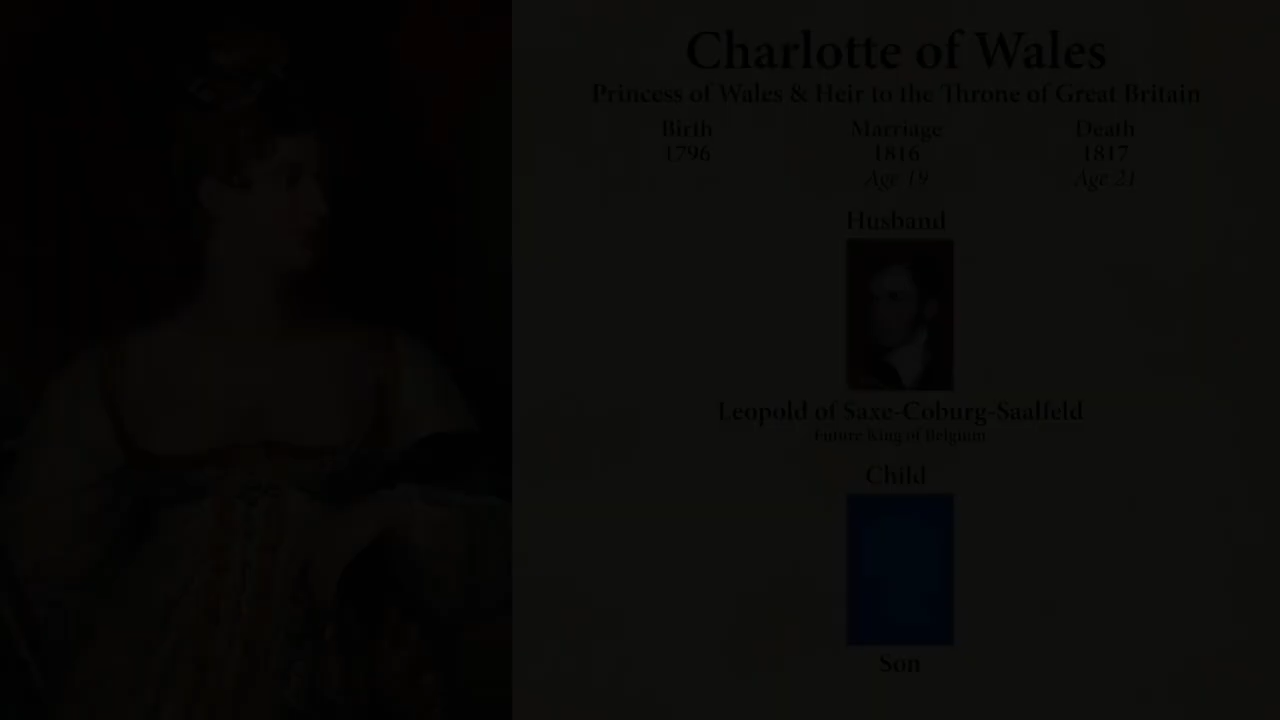 Charlotte of Wales
Princess of Wales & Heir to the Throne of Great Britain
Birth Marriage Death
1796 1816 1817
Age 19 Age 21
Husband
Leopold of Saxe-Coburg-Saalfeld
Future King of Belgium
Child
Son